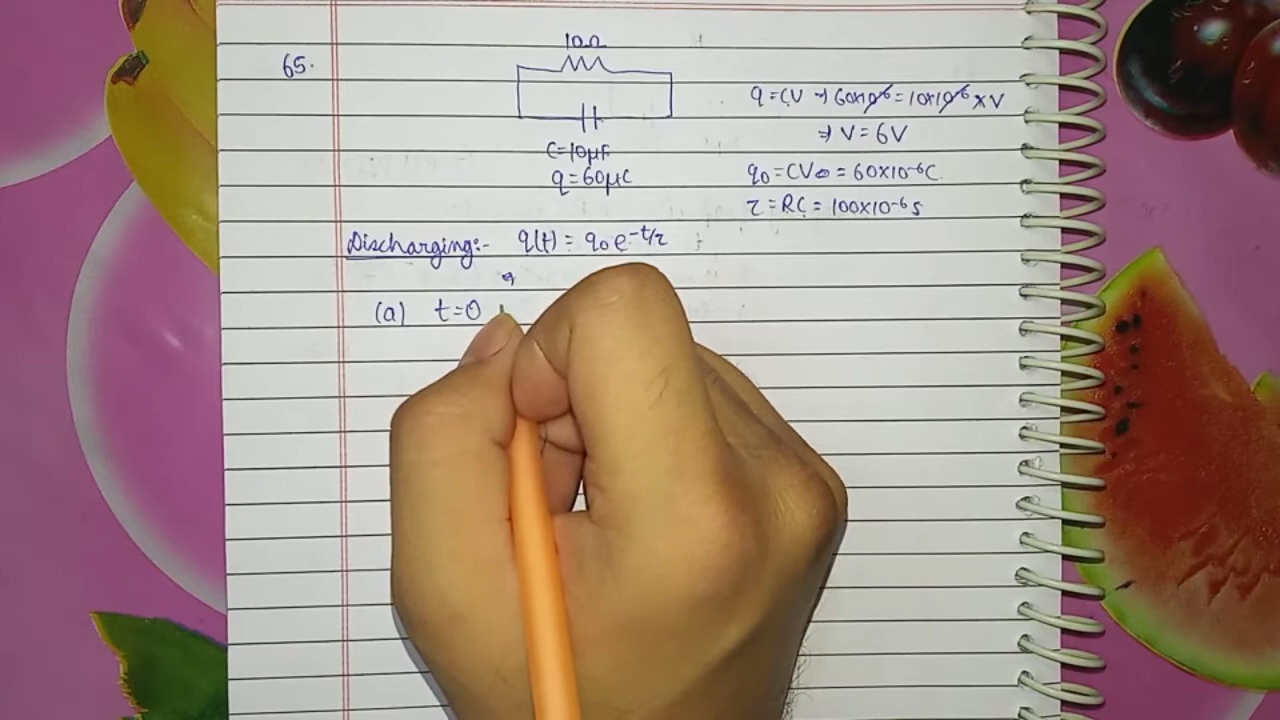 65.
10Ω
C=10μF
q=60μC
q=CV → 60×10⁻⁶=10×10⁻⁶×V
⇒ V=6V
q₀=CV₀=60×10⁻⁶C.
τ=RC=100×10⁻⁶s
Discharging:- q(t)=q₀e^-t/τ
(a) t=0